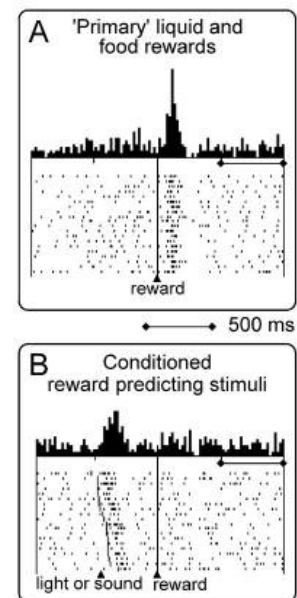 A 'Primary' liquid and
food rewards
reward
500 ms
B Conditioned
reward predicting stimuli
light or sound reward